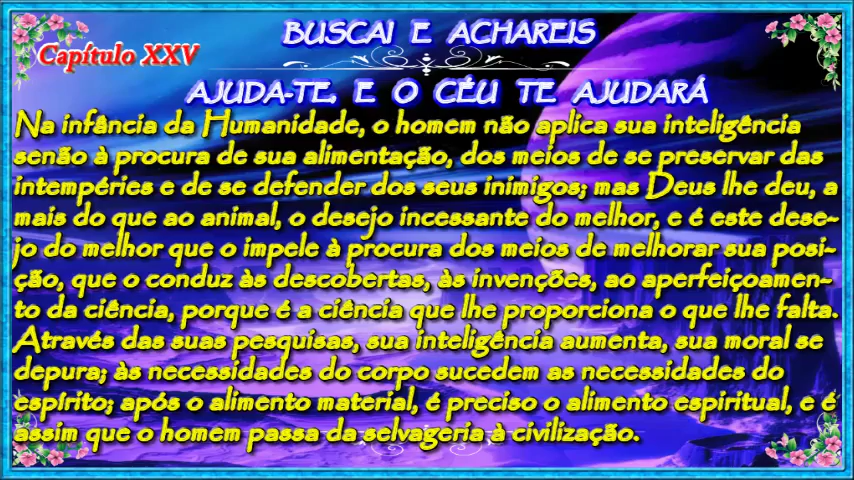 BUSCAI E ACHAREIS
Capítulo XXV
AJUDA-TE, E O CÉU TE AJUDARÁ
Na infância da Humanidade, o homem não aplica sua inteligência
senão à procura de sua alimentação, dos meios de se preservar das
intempéries e de se defender dos seus inimigos; mas Deus lhe deu, a
mais do que ao animal, o desejo incessante do melhor, e é este dese-
jo do melhor que o impele à procura dos meios de melhorar sua posi-
ção, que o conduz às descobertas, às invenções, ao aperfeiçoamen-
to da ciência, porque é a ciência que lhe proporciona o que lhe falta.
Através das suas pesquisas, sua inteligência aumenta, sua moral se
depura; às necessidades do corpo sucedem as necessidades do
espírito; após o alimento material, é preciso o alimento espiritual, e é
assim que o homem passa da selvageria à civilização.